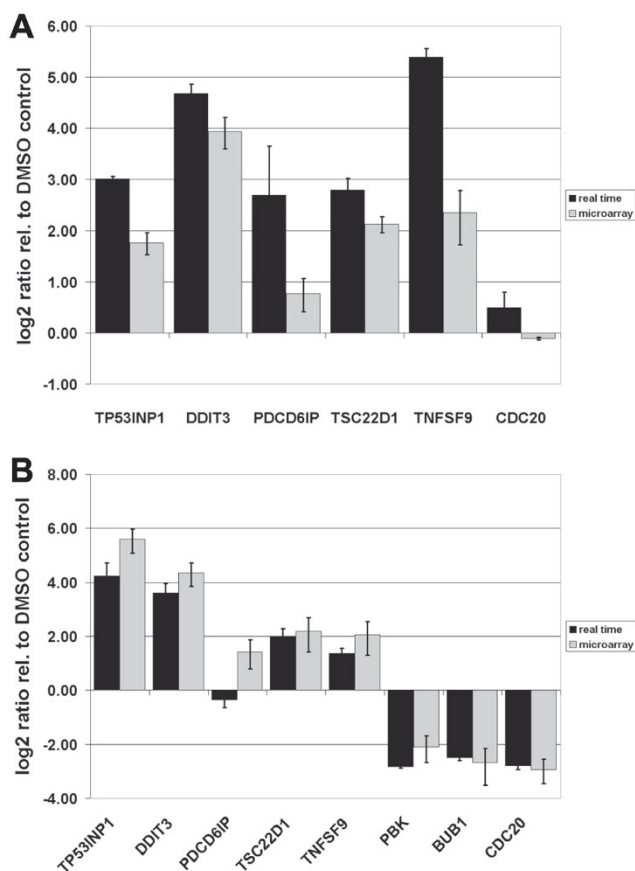 A
log2 ratio rel. to DMSO control
6.00
5.00
4.00
3.00
2.00
1.00
0.00
-1.00
TP53INP1 DDIT3 PDCD6IP TSC22D1 TNFSF9 CDC20
real time
microarray
B
log2 ratio rel. to DMSO control
8.00
6.00
4.00
2.00
0.00
-2.00
-4.00
TP53INP1 DDIT3 PDCD6IP TSC22D1 TNFSF9 PBK BUB1 CDC20
real time
microarray